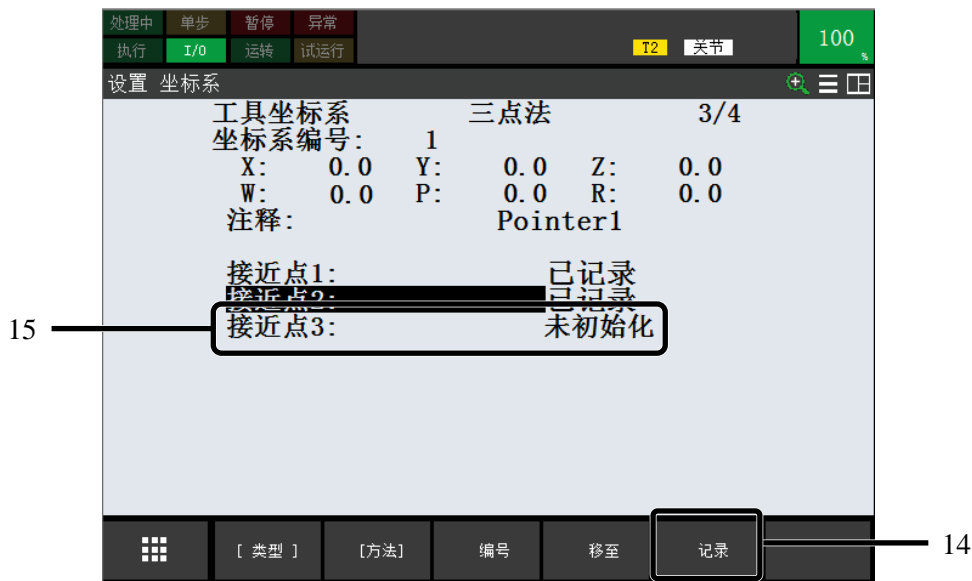 处理中 单步 暂停 异常
执行 I/O 运转 试运行 T2 关节 100 %
设置 坐标系
工具坐标系 三点法 3/4
坐标系编号: 1
X: 0.0 Y: 0.0 Z: 0.0
W: 0.0 P: 0.0 R: 0.0
注释: Pointer1
接近点1: 已记录
接近点2: 已记录
15 接近点3: 未初始化
[ 类型 ] [方法] 编号 移至 记录 14